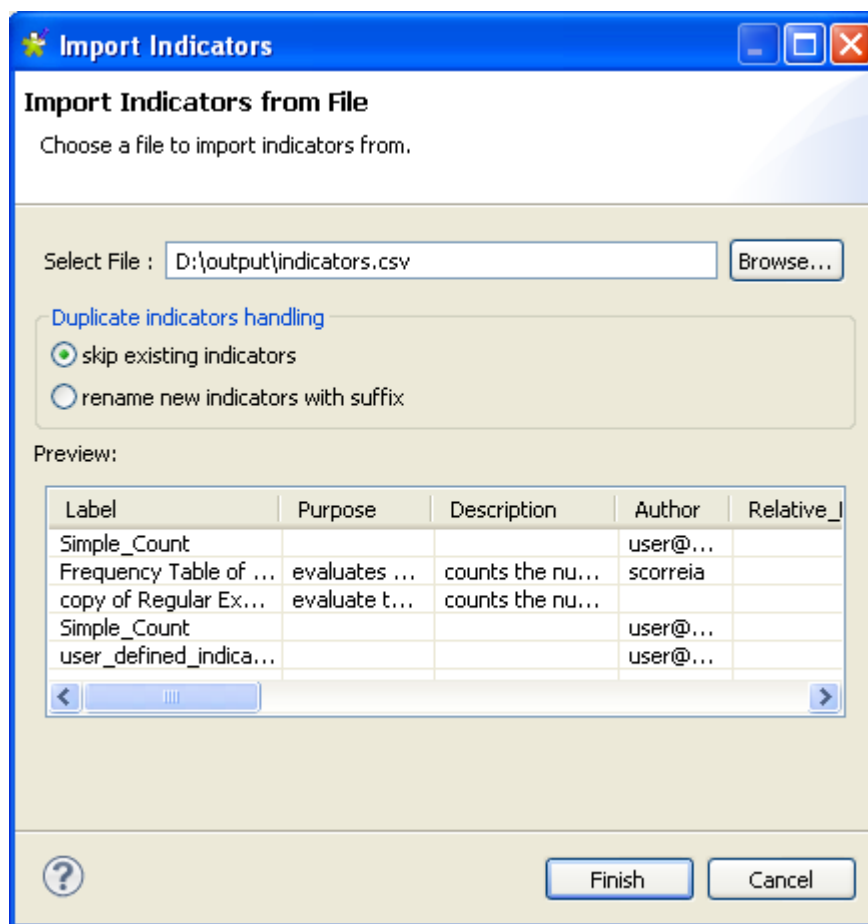 Import Indicators
Import Indicators from File
Choose a file to import indicators from.
Select File : D:\output\indicators.csv Browse...
Duplicate indicators handling
skip existing indicators
rename new indicators with suffix
Preview:
Label Purpose Description Author Relative_
Simple_Count user@...
Frequency Table of ... evaluates ... counts the nu... scorreia
copy of Regular Ex... evaluate t... counts the nu...
Simple_Count user@...
user_defined_indica... user@...
?
Finish Cancel